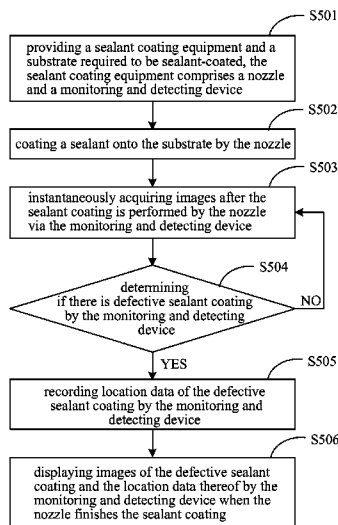 S501
providing a sealant coating equipment and a
substrate required to be sealant-coated, the
sealant coating equipment comprises a nozzle
and a monitoring and detecting device
S502
coating a sealant onto the substrate by the nozzle
S503
instantaneously acquiring images after the
sealant coating is performed by the nozzle
via the monitoring and detecting device
S504
determining
if there is defective sealant coating
by the monitoring and detecting
device
NO
YES
S505
recording location data of the defective
sealant coating by the monitoring and
detecting device
S506
displaying images of the defective sealant
coating and the location data thereof by the
monitoring and detecting device when the
nozzle finishes the sealant coating